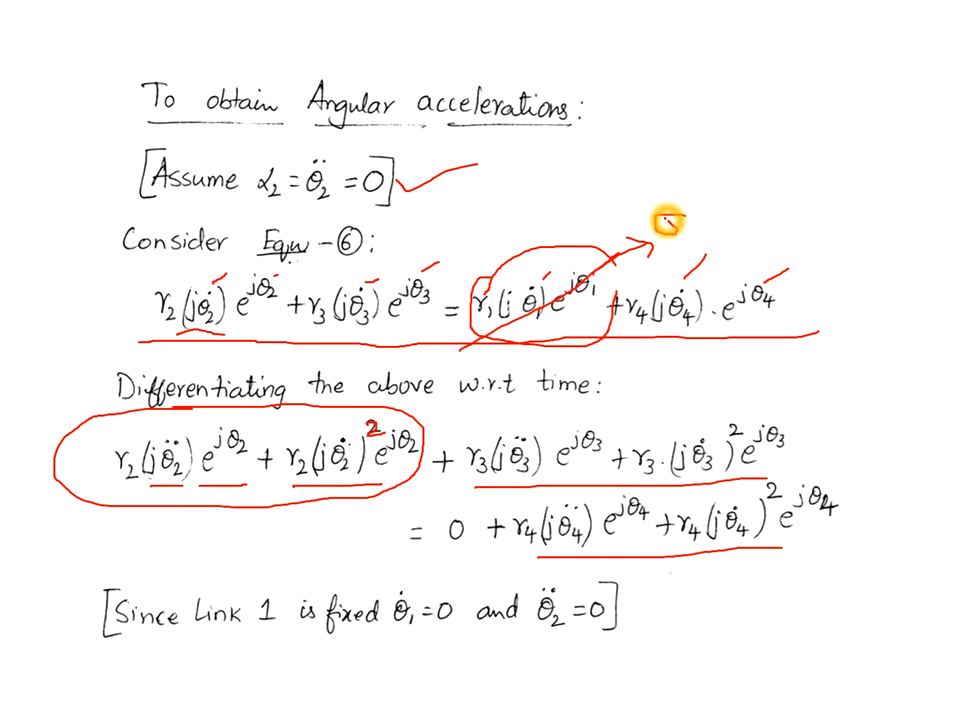 To obtain Angular accelerations:
[Assume α₂ = θ̈₂ = 0]
Consider Eqn - ⑥:
r₂(jθ̇₂) e^{jθ₂} + r₃(jθ̇₃) e^{jθ₃} = r₁(j θ̇₁) e^{jθ₁} + r₄(jθ̇₄) . e^{jθ₄}
Differentiating the above w.r.t time:
r₂(jθ̈₂) e^{jθ₂} + r₂(jθ̇₂)² e^{jθ₂} + r₃(jθ̈₃) e^{jθ₃} + r₃.(jθ̇₃)² e^{jθ₃}
= 0 + r₄(jθ̈₄) e^{jθ₄} + r₄(jθ̇₄)² e^{jθ₄}
[Since Link 1 is fixed θ̇₁ = 0 and θ̈₂ = 0]